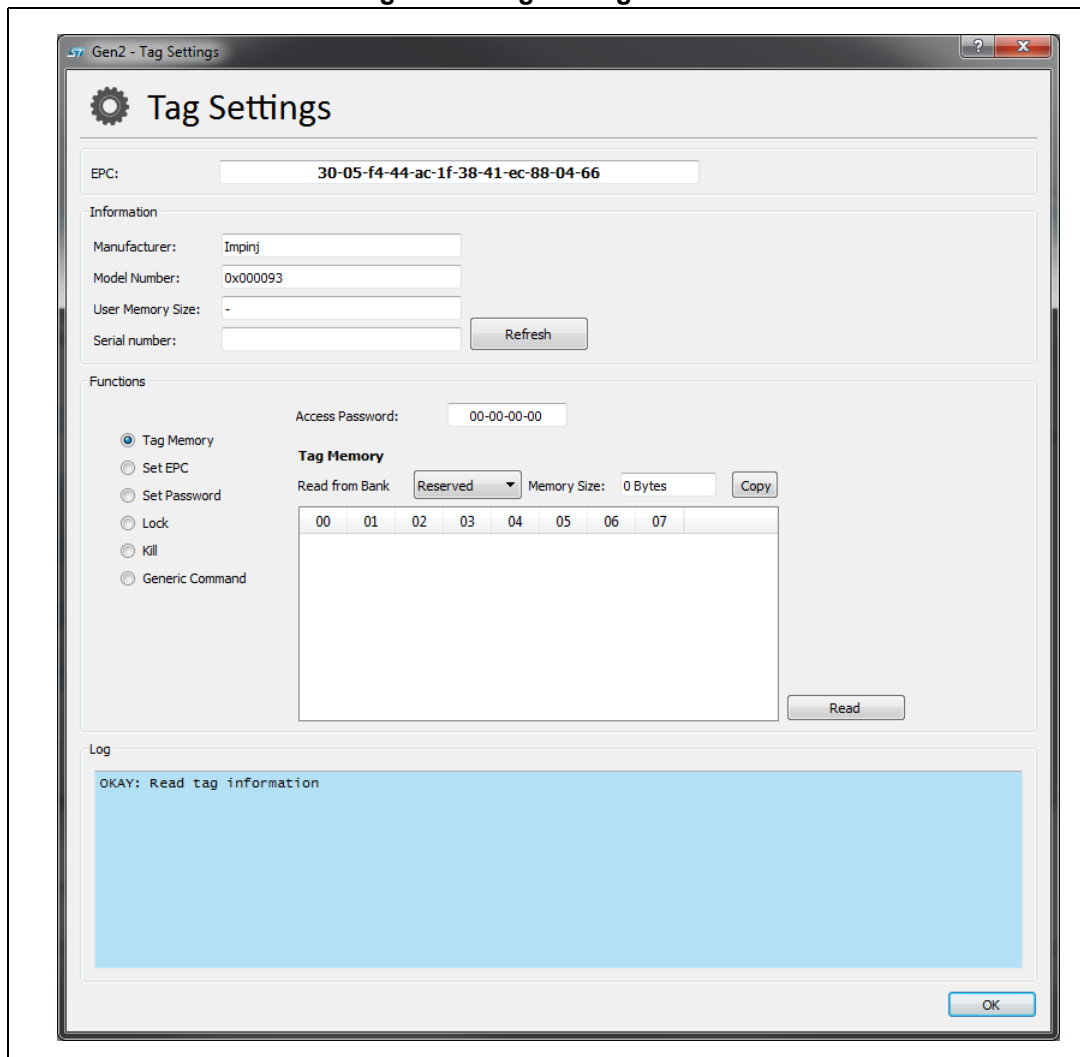 ST Gen2 - Tag Settings
Tag Settings
EPC: 30-05-f4-44-ac-1f-38-41-ec-88-04-66
Information
Manufacturer: Impinj
Model Number: 0x000093
User Memory Size: -
Serial number: Refresh
Functions
Access Password: 00-00-00-00
Tag Memory
Set EPC
Set Password
Lock
Kill
Generic Command
Tag Memory
Read from Bank Reserved Memory Size: 0 Bytes Copy
00 01 02 03 04 05 06 07
Read
Log
OKAY: Read tag information
OK